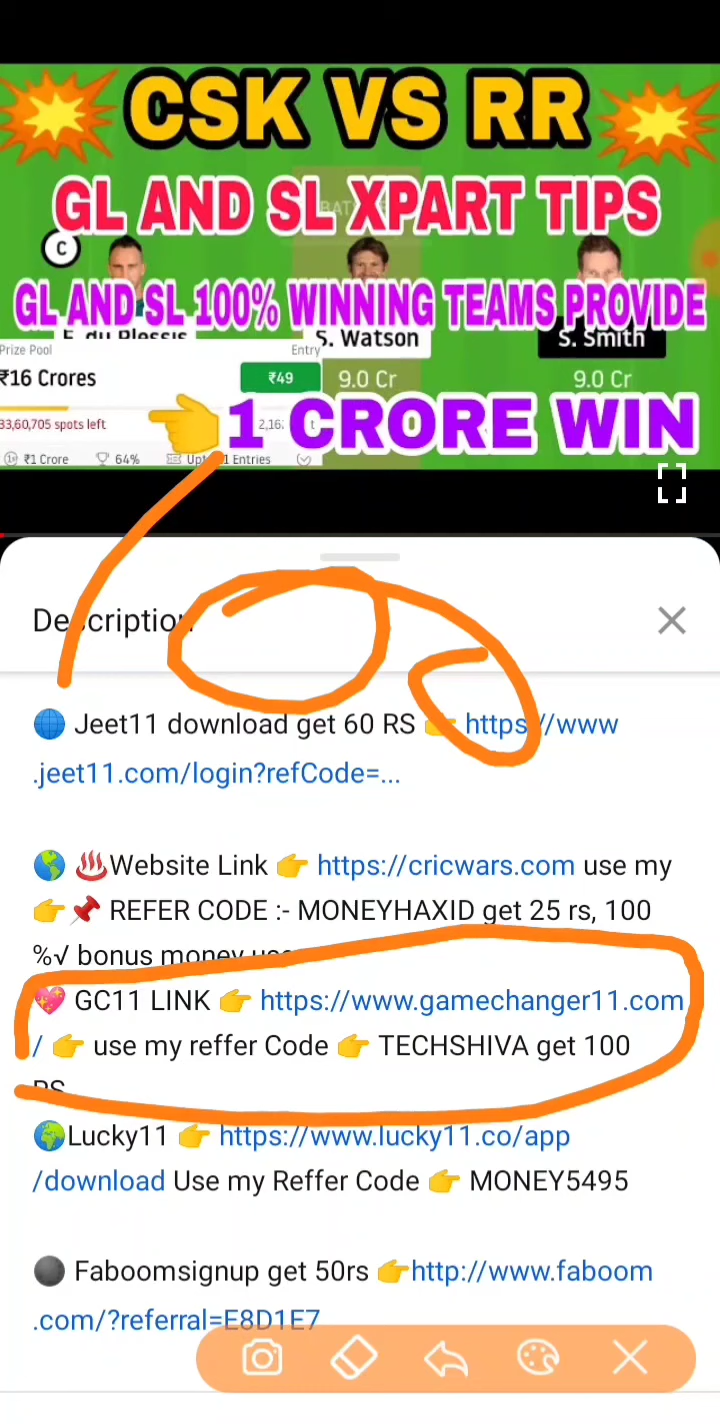 CSK VS RR
GL AND SL XPART TIPS
C
GL AND SL 100% WINNING TEAMS PROVIDE
F. du Plessis
S. Watson
S. Smith
Prize Pool
Entry
₹16 Crores
₹49
9.0 Cr
9.0 Cr
33,60,705 spots left
1 CRORE WIN
₹1 Crore
64%
Entries
Description
🌐 Jeet11 download get 60 RS 👉 https://www
.jeet11.com/login?refCode=...
🌎 ♨Website Link 👉 https://cricwars.com use my
👉📌 REFER CODE :- MONEYHAXID get 25 rs, 100
%√ bonus money
💖 GC11 LINK 👉 https://www.gamechanger11.com
/ 👉 use my reffer Code 👉 TECHSHIVA get 100
RS
🌍Lucky11 👉 https://www.lucky11.co/app
/download Use my Reffer Code 👉 MONEY5495
⚫ Faboomsignup get 50rs 👉http://www.faboom
.com/?referral=E8D1E7